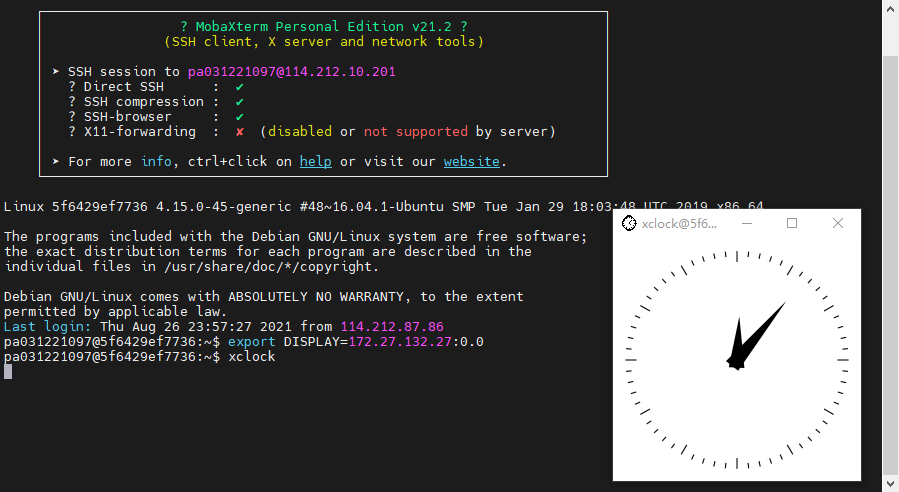 ? MobaXterm Personal Edition v21.2 ?
(SSH client, X server and network tools)
➤ SSH session to pa031221097@114.212.10.201
? Direct SSH      :  ✔
? SSH compression :  ✔
? SSH-browser     :  ✔
? X11-forwarding  :  ✘  (disabled or not supported by server)
➤ For more info, ctrl+click on help or visit our website.
Linux 5f6429ef7736 4.15.0-45-generic #48~16.04.1-Ubuntu SMP Tue Jan 29 18:03:48 UTC 2019 x86_64
xclock@5f6...
The programs included with the Debian GNU/Linux system are free software;
the exact distribution terms for each program are described in the
individual files in /usr/share/doc/*/copyright.
Debian GNU/Linux comes with ABSOLUTELY NO WARRANTY, to the extent
permitted by applicable law.
Last login: Thu Aug 26 23:57:27 2021 from 114.212.87.86
pa031221097@5f6429ef7736:~$ export DISPLAY=172.27.132.27:0.0
pa031221097@5f6429ef7736:~$ xclock